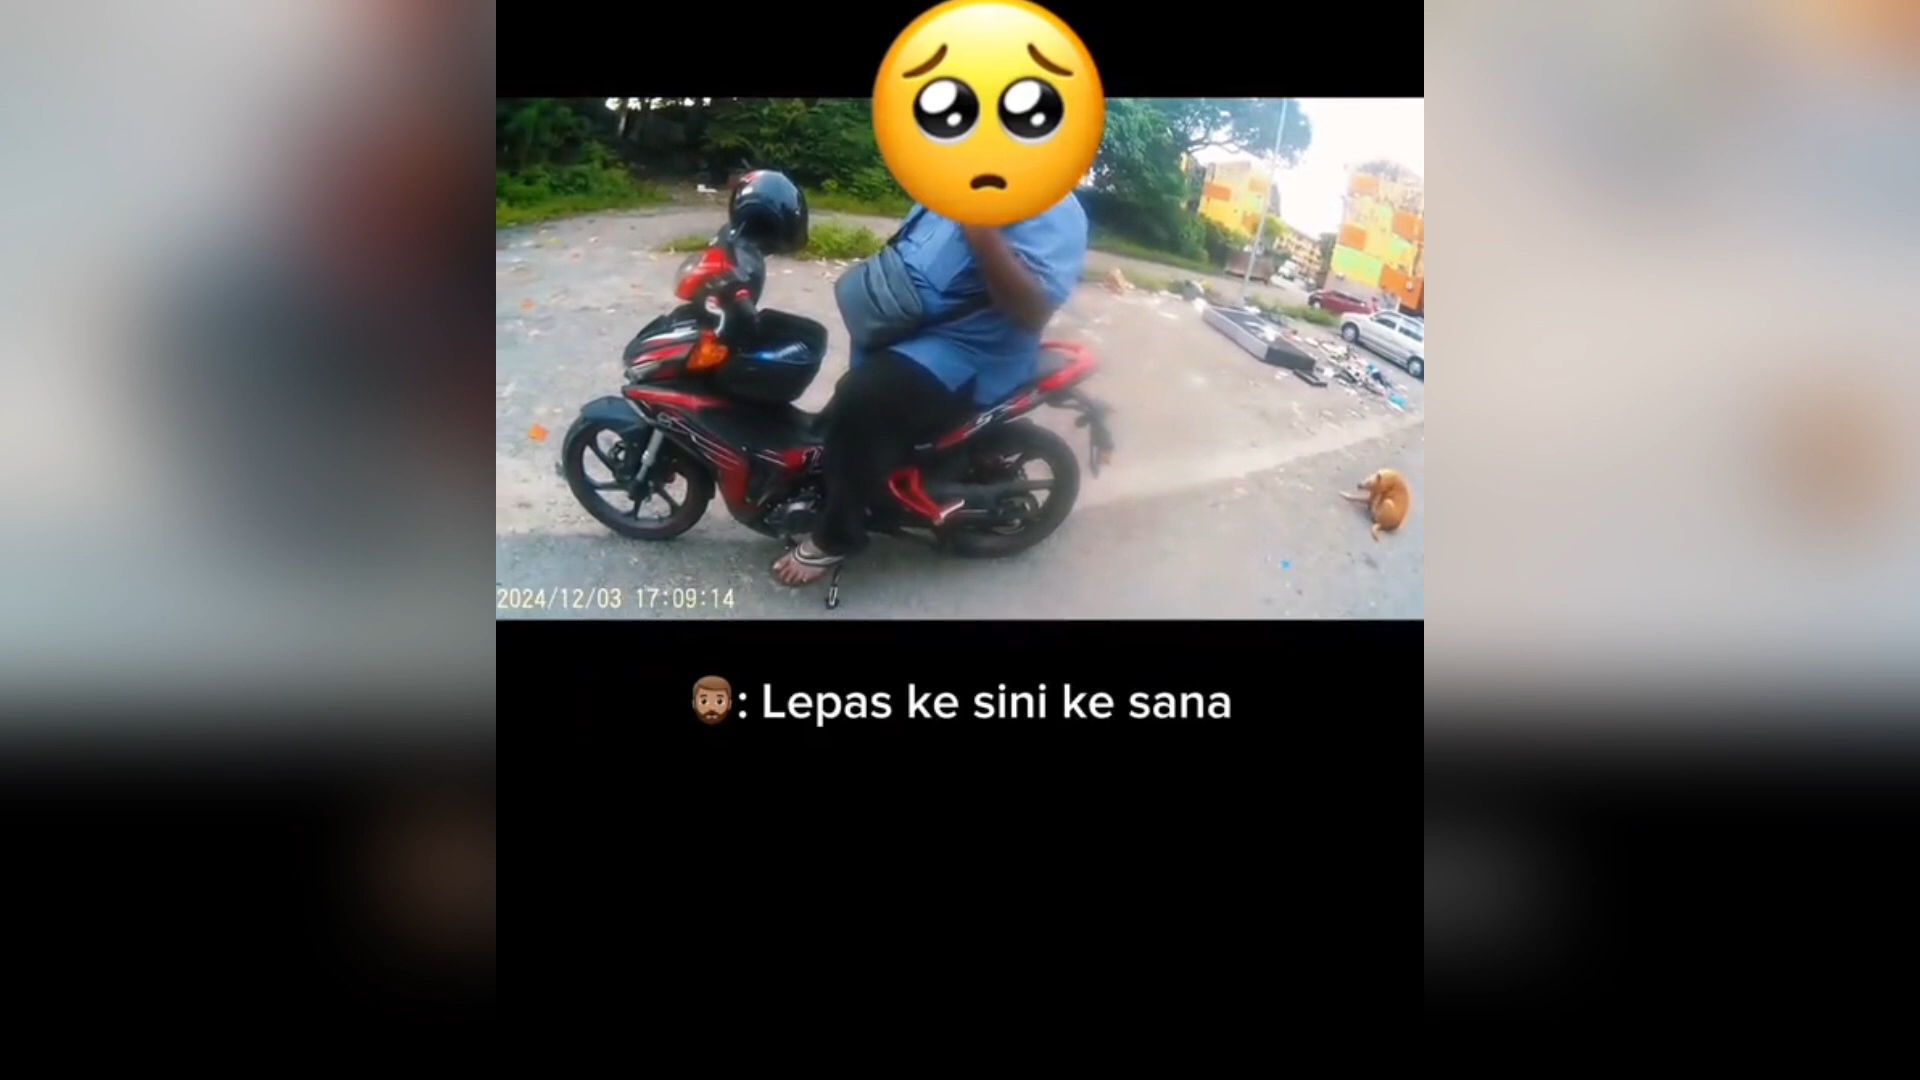 2024/12/03 17:09:14
🧔🏽: Lepas ke sini ke sana